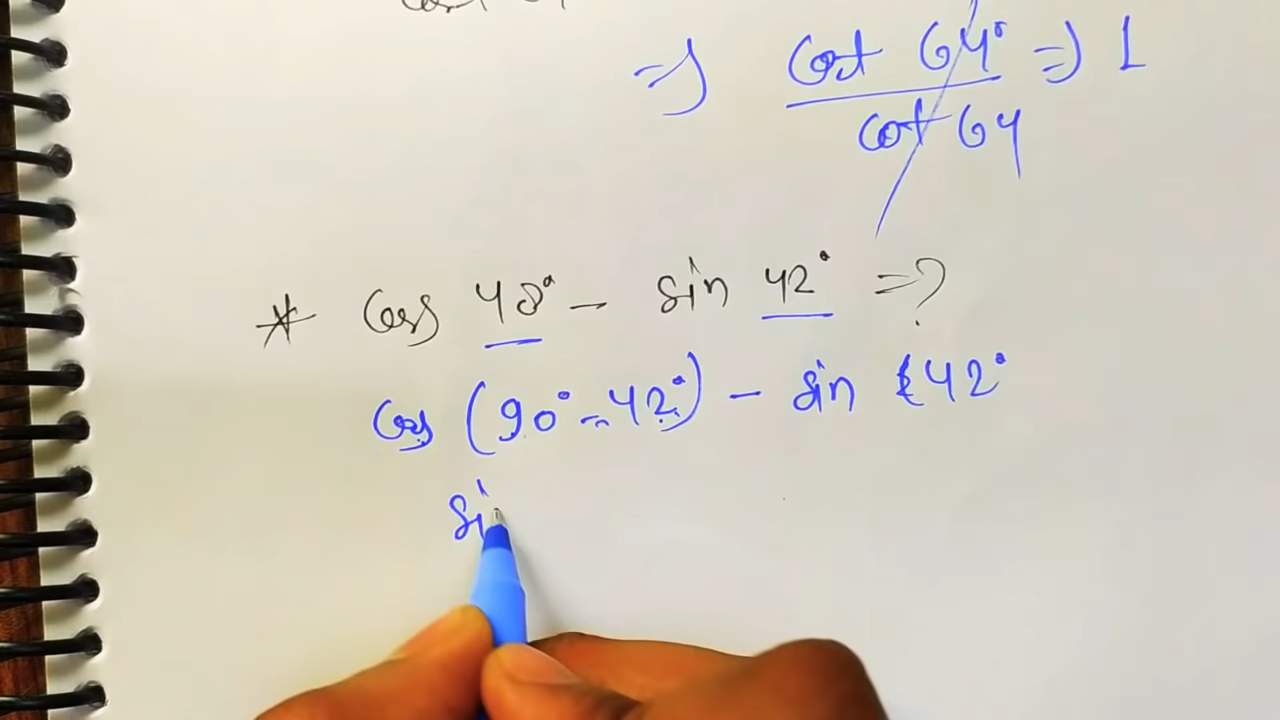 => cot 64° => 1
cot 64
* Cos 48° - sin 42° =>?
Cos (90° - 42°) - sin 42°
si